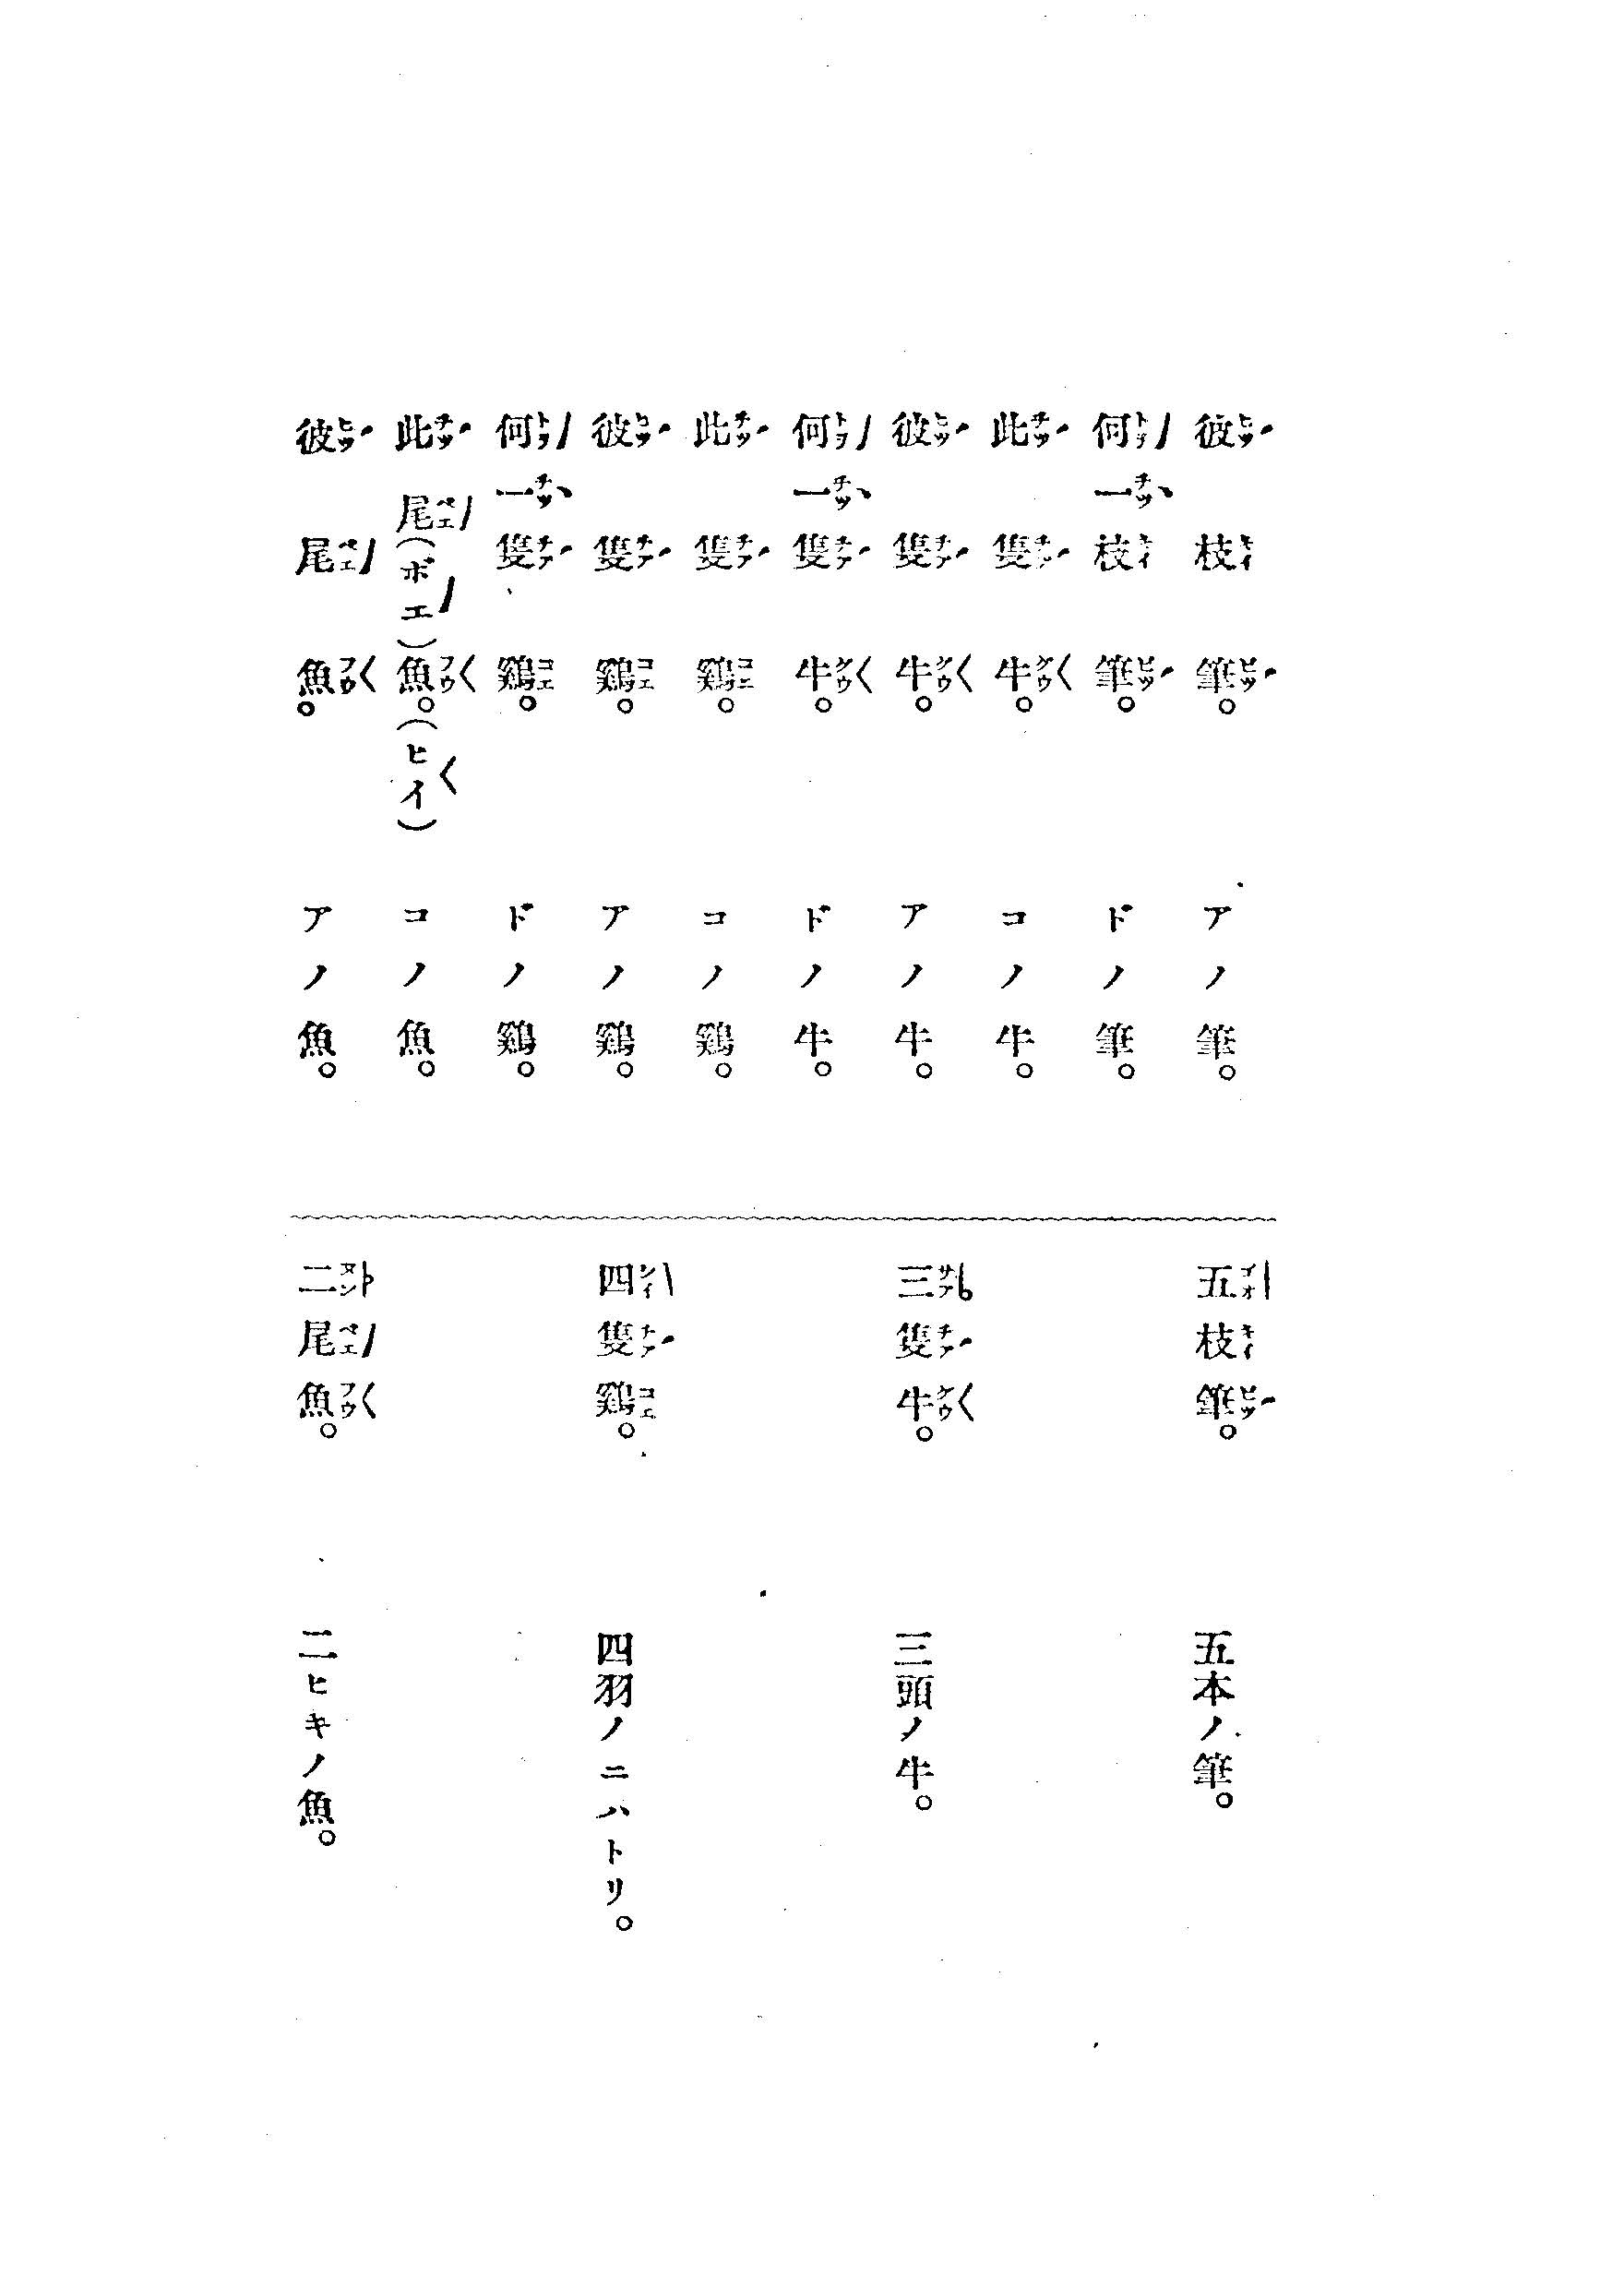 彼枝筆。 アノ筆。
何一枝筆。 ドノ筆。
此隻牛。 コノ牛。
彼隻牛。 アノ牛。
何一隻牛。 ドノ牛。
此隻鷄。 コノ鷄。
彼隻鷄。 アノ鷄。
何一隻鷄。 ドノ鷄。
此尾(ボエ)魚。(ヒイ) コノ魚。
彼尾魚。 アノ魚。
五枝筆。 五本ノ筆。
三隻牛。 三頭ノ牛。
四隻鷄。 四羽ノニハトリ。
二尾魚。 二ヒキノ魚。